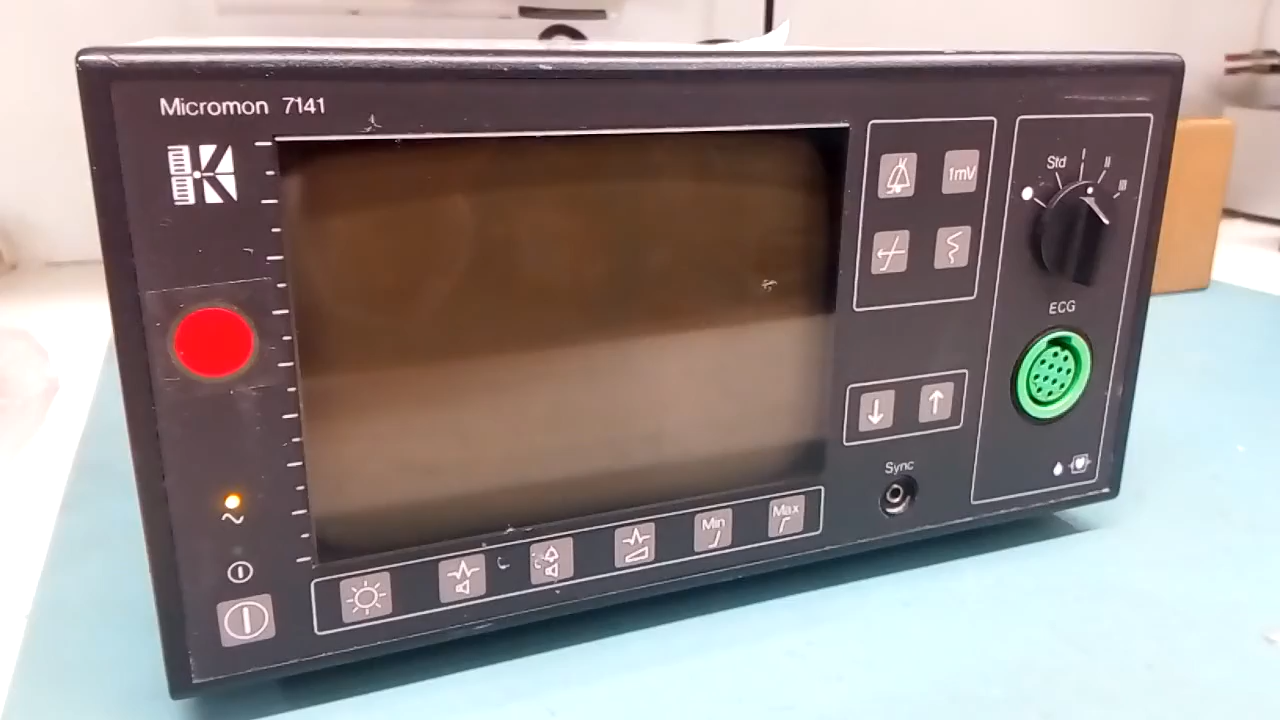 Micromon 7141
K
1mV
Std I II III
ECG
Sync
Min
Max